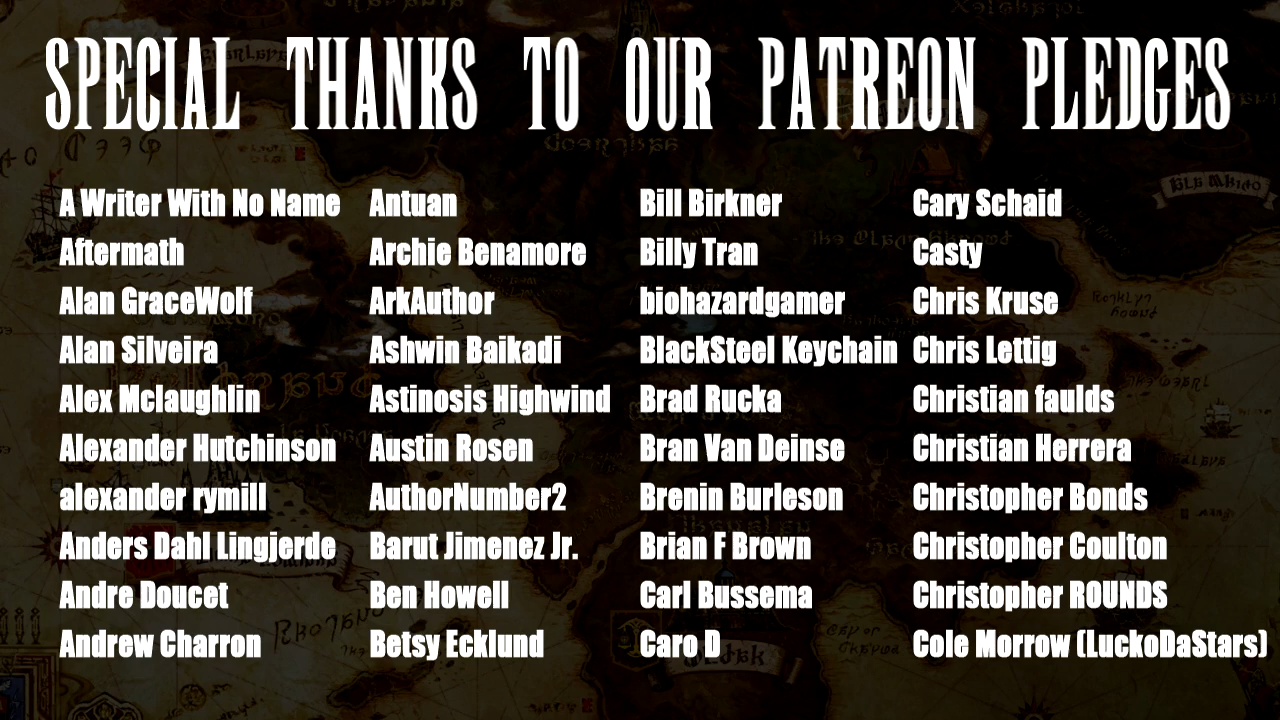 SPECIAL THANKS TO OUR PATREON PLEDGES
A Writer With No Name
Aftermath
Alan GraceWolf
Alan Silveira
Alex Mclaughlin
Alexander Hutchinson
alexander rymill
Anders Dahl Lingjerde
Andre Doucet
Andrew Charron
Antuan
Archie Benamore
ArkAuthor
Ashwin Baikadi
Astinosis Highwind
Austin Rosen
AuthorNumber2
Barut Jimenez Jr.
Ben Howell
Betsy Ecklund
Bill Birkner
Billy Tran
biohazardgamer
BlackSteel Keychain
Brad Rucka
Bran Van Deinse
Brenin Burleson
Brian F Brown
Carl Bussema
Caro D
Cary Schaid
Casty
Chris Kruse
Chris Lettig
Christian faulds
Christian Herrera
Christopher Bonds
Christopher Coulton
Christopher ROUNDS
Cole Morrow (LuckoDaStars)